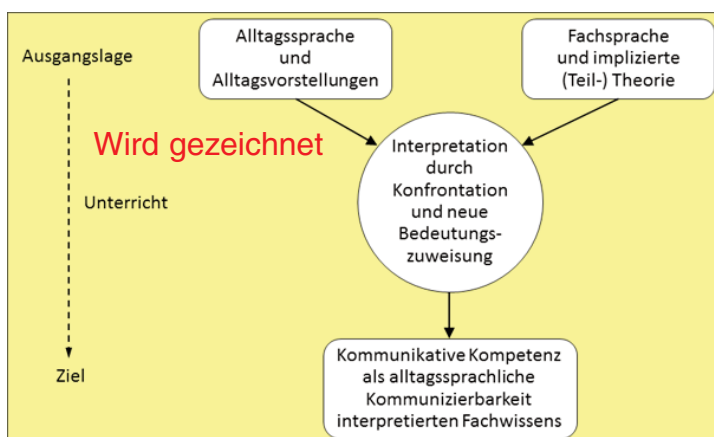 Ausgangslage
Alltagssprache
und
Alltagsvorstellungen
Fachsprache
und implizierte
(Teil-) Theorie
Wird gezeichnet
Unterricht
Interpretation
durch
Konfrontation
und neue
Bedeutungs-
zuweisung
Ziel
Kommunikative Kompetenz
als alltagssprachliche
Kommunizierbarkeit
interpretierten Fachwissens